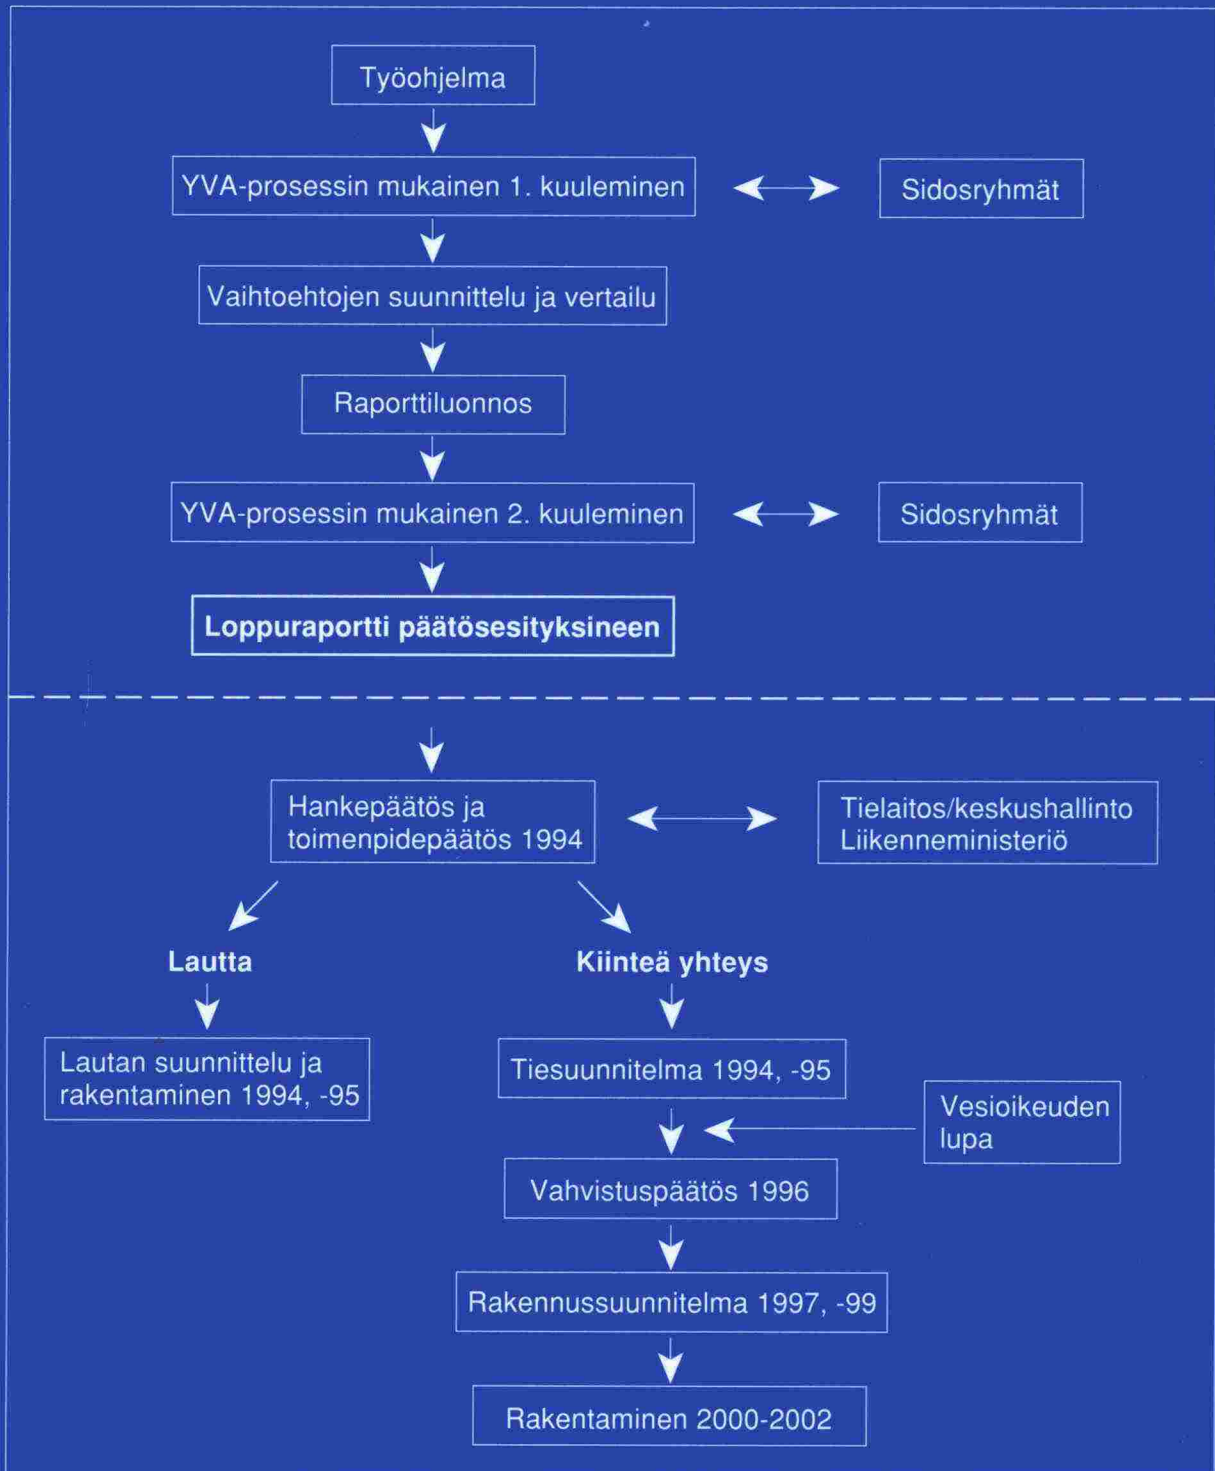 Työohjelma
YVA-prosessin mukainen 1. kuuleminen
Sidosryhmät
Vaihtoehtojen suunnittelu ja vertailu
Raporttiluonnos
YVA-prosessin mukainen 2. kuuleminen
Sidosryhmät
Loppuraportti päätösesityksineen
Hankepäätös ja
toimenpidepäätös 1994
Tielaitos/keskushallinto
Liikenneministeriö
Lautta
Kiinteä yhteys
Lautan suunnittelu ja
rakentaminen 1994, -95
Tiesuunnitelma 1994, -95
Vesioikeuden
lupa
Vahvistuspäätös 1996
Rakennussuunnitelma 1997, -99
Rakentaminen 2000-2002